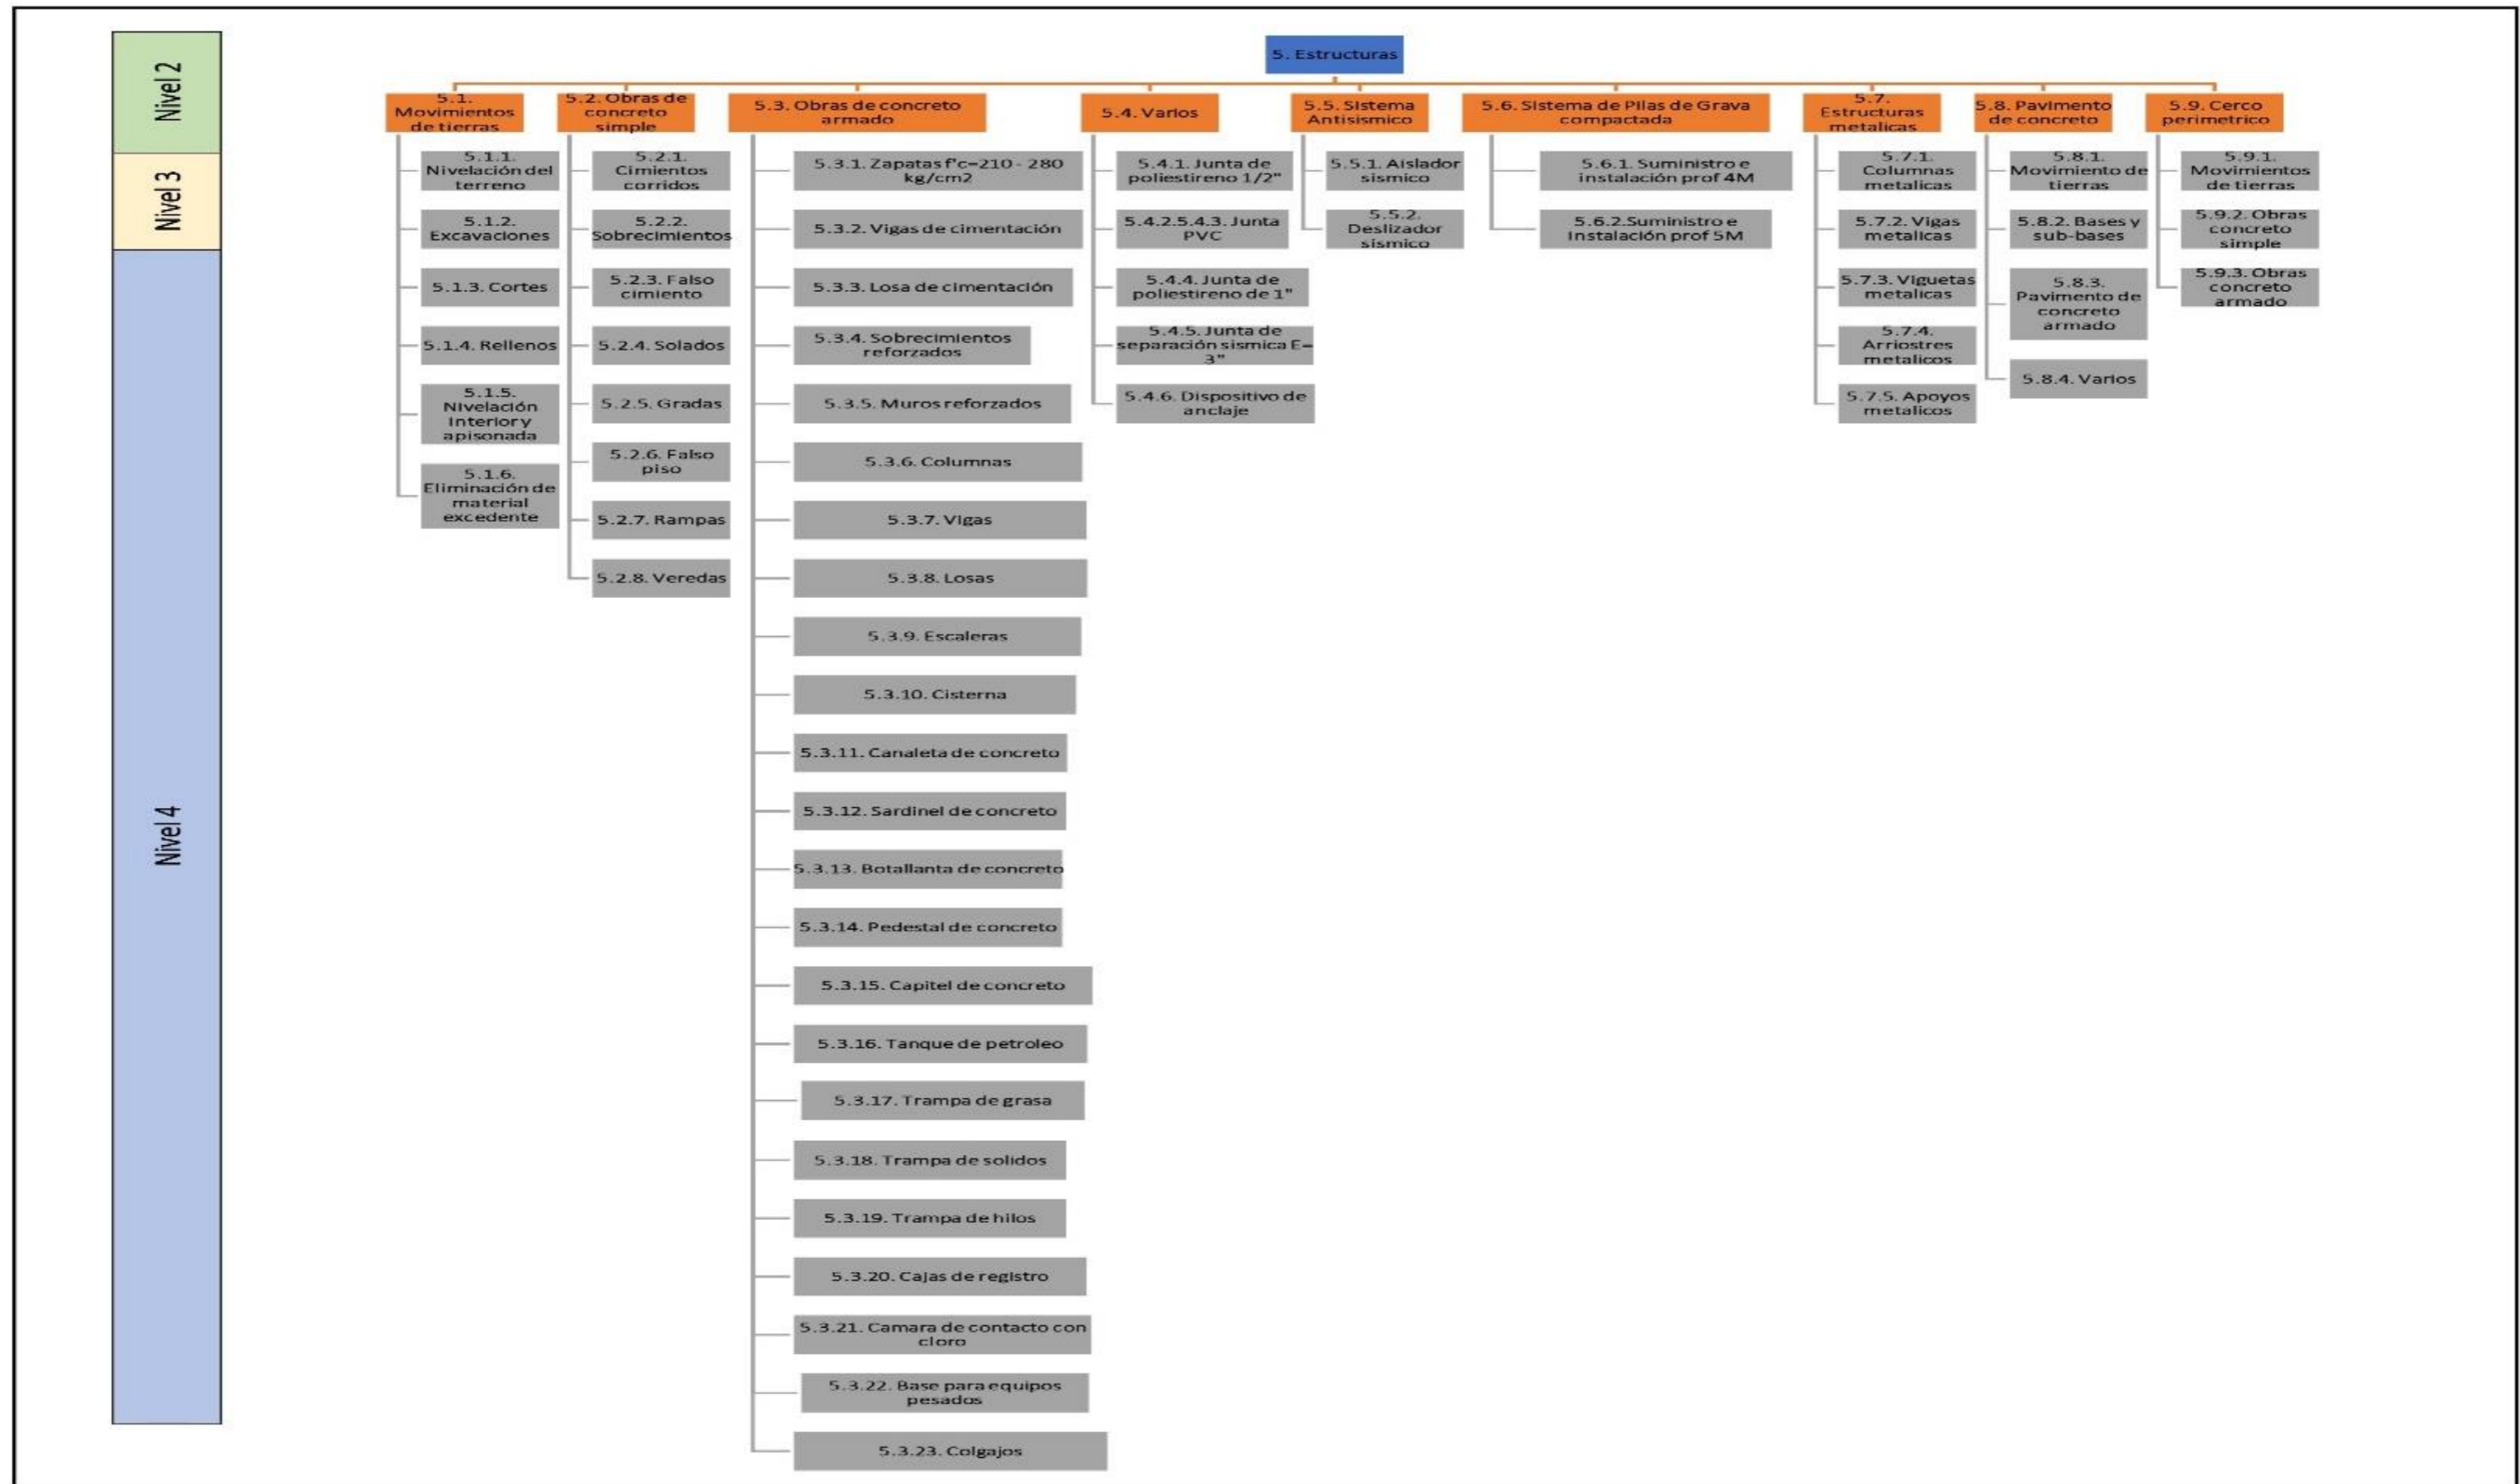 Nivel 2
Nivel 3
Nivel 4
5. Estructuras
5.1.
Movimientos
de tierras
5.1.1.
Nivelación del
terreno
5.1.2.
Excavaciones
5.1.3. Cortes
5.1.4. Rellenos
5.1.5.
Nivelación
Interior y
apisonada
5.1.6.
Eliminación de
material
excedente
5.2. Obras de
concreto
simple
5.2.1.
Cimientos
corridos
5.2.2.
Sobrecimientos
5.2.3. Falso
cimiento
5.2.4. Solados
5.2.5. Gradas
5.2.6. Falso
piso
5.2.7. Rampas
5.2.8. Veredas
5.3. Obras de concreto
armado
5.3.1. Zapatas f'c=210 - 280
kg/cm2
5.3.2. Vigas de cimentación
5.3.3. Losa de cimentación
5.3.4. Sobrecimientos
reforzados
5.3.5. Muros reforzados
5.3.6. Columnas
5.3.7. Vigas
5.3.8. Losas
5.3.9. Escaleras
5.3.10. Cisterna
5.3.11. Canaleta de concreto
5.3.12. Sardinel de concreto
5.3.13. Botallanta de concreto
5.3.14. Pedestal de concreto
5.3.15. Capitel de concreto
5.3.16. Tanque de petroleo
5.3.17. Trampa de grasa
5.3.18. Trampa de solidos
5.3.19. Trampa de hilos
5.3.20. Cajas de registro
5.3.21. Camara de contacto con
cloro
5.3.22. Base para equipos
pesados
5.3.23. Colgajos
5.4. Varios
5.4.1. Junta de
poliestireno 1/2"
5.4.2.5.4.3. Junta
PVC
5.4.4. Junta de
poliestireno de 1"
5.4.5. Junta de
separación sismica E=
3"
5.4.6. Dispositivo de
anclaje
5.5. Sistema
Antisismico
5.5.1. Aislador
sismico
5.5.2.
Deslizador
sismico
5.6. Sistema de Pilas de Grava
compactada
5.6.1. Suministro e
instalación prof 4M
5.6.2.Suministro e
Instalación prof 5M
5.7.
Estructuras
metalicas
5.7.1.
Columnas
metalicas
5.7.2. Vigas
metalicas
5.7.3. Viguetas
metalicas
5.7.4.
Arriostres
metalicos
5.7.5. Apoyos
metalicos
5.8. Pavimento
de concreto
5.8.1.
Movimiento de
tierras
5.8.2. Bases y
sub-bases
5.8.3.
Pavimento de
concreto
armado
5.8.4. Varios
5.9. Cerco
perimetrico
5.9.1.
Movimientos
de tierras
5.9.2. Obras
concreto
simple
5.9.3. Obras
concreto
armado